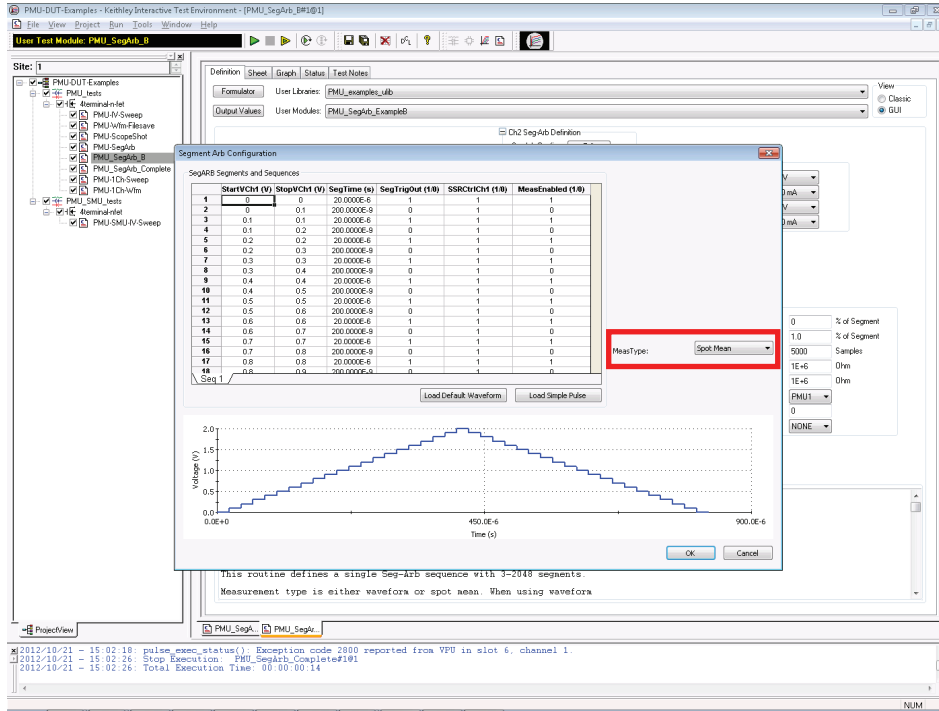 PMU-DUT-Examples - Keithley Interactive Test Environment - [PMU_SegArb_B#1@1]
File View Project Run Tools Window Help
User Test Module: PMU_SegArb_B
Site: 1
PMU-DUT-Examples
PMU_tests
4terminal-n-fet
PMU-IV-Sweep
PMU-Wfm-Filesave
PMU-ScopeShot
PMU-SegArb
PMU_SegArb_B
PMU_SegArb_Complete
PMU-1Ch-Sweep
PMU-1Ch-Wfm
PMU_SMU_tests
4terminal-nfet
PMU-SMU-IV-Sweep
Definition Sheet Graph Status Test Notes
Formulator User Libraries: PMU_examples_ulib
Output Values User Modules: PMU_SegArb_ExampleB
View
Classic
GUI
Ch2 Seg-Arb Definition
Segment Arb Configuration
SegARB Segments and Sequences
StartVCh1 (V) StopVCh1 (V) SegTime (s) SegTrigOut (1/0) SSRCtrlCh1 (1/0) MeasEnabled (1/0)
1 0 0 20.0000E-6 1 1 1
2 0 0.1 200.0000E-9 0 1 0
3 0.1 0.1 20.0000E-6 1 1 1
4 0.1 0.2 200.0000E-9 0 1 0
5 0.2 0.2 20.0000E-6 1 1 1
6 0.2 0.3 200.0000E-9 0 1 0
7 0.3 0.3 20.0000E-6 1 1 1
8 0.3 0.4 200.0000E-9 0 1 0
9 0.4 0.4 20.0000E-6 1 1 1
10 0.4 0.5 200.0000E-9 0 1 0
11 0.5 0.5 20.0000E-6 1 1 1
12 0.5 0.6 200.0000E-9 0 1 0
13 0.6 0.6 20.0000E-6 1 1 1
14 0.6 0.7 200.0000E-9 0 1 0
15 0.7 0.7 20.0000E-6 1 1 1
16 0.7 0.8 200.0000E-9 0 1 0
17 0.8 0.8 20.0000E-6 1 1 1
18 0.8 0.9 200.0000E-9 0 1 0
Seq 1
Load Default Waveform Load Simple Pulse
MeasType: Spot Mean
V
mA
V
mA
0 % of Segment
1.0 % of Segment
5000 Samples
1E+6 Ohm
1E+6 Ohm
PMU1
0
NONE
2.0
1.5
1.0
0.5
0.0
Voltage (V)
0.0E+0 450.0E-6 900.0E-6
Time (s)
OK Cancel
This routine defines a single Seg-Arb sequence with 3-2048 segments.
Measurement type is either waveform or spot mean. When using waveform
ProjectView
PMU_SegA... PMU_SegAr...
2012/10/21 - 15:02:18: pulse_exec_status(): Exception code 2800 reported from VPU in slot 6, channel 1.
2012/10/21 - 15:02:26: Stop Execution: PMU_SegArb_Complete#1@1
2012/10/21 - 15:02:26: Total Execution Time: 00:00:00:14
NUM